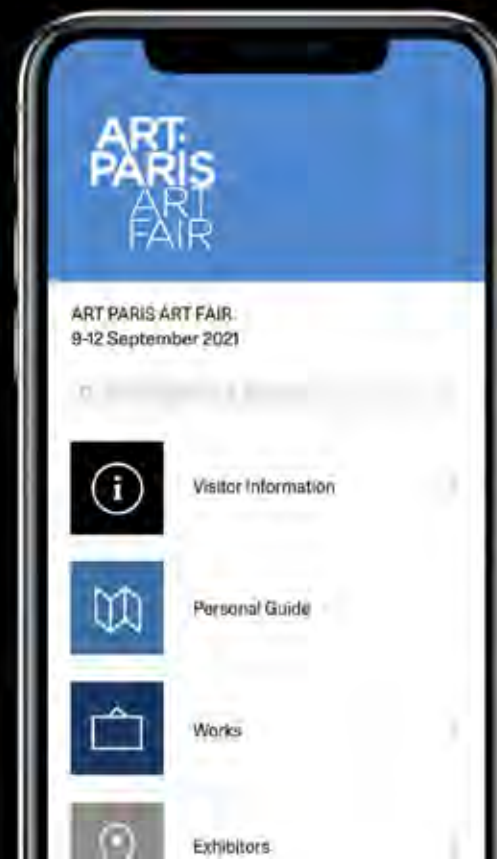 ART:
PARIS
ART
FAIR
ART PARIS ART FAIR
9-12 September 2021
i
Visitor Information
Personal Guide
Works
Exhibitors